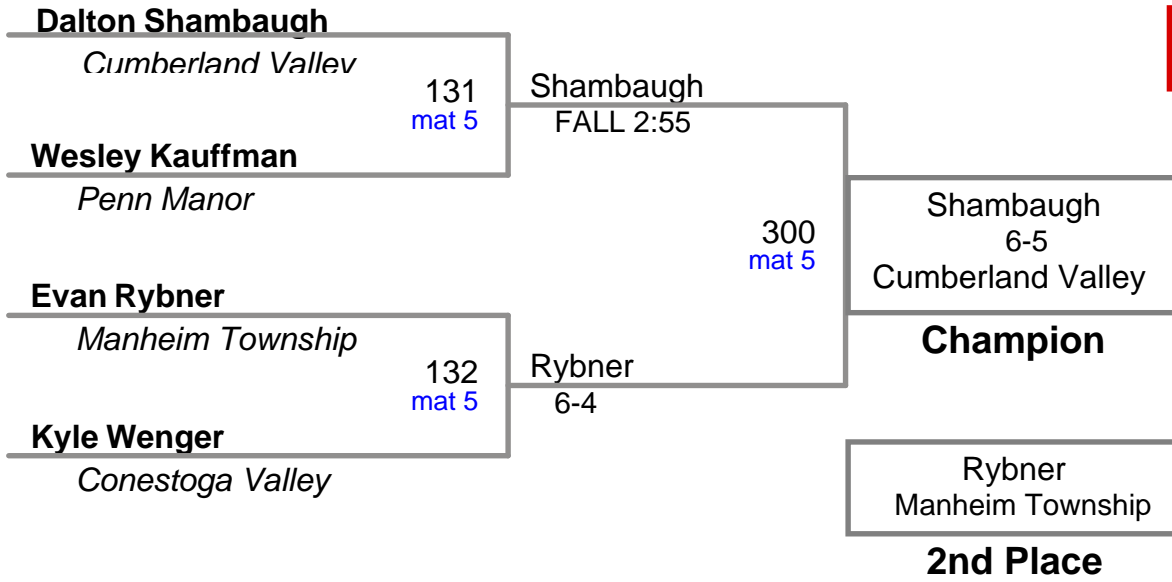 Dalton Shambaugh
Cumberland Valley
131
mat 5
Shambaugh
FALL 2:55
Wesley Kauffman
Penn Manor
300
mat 5
Shambaugh
6-5
Cumberland Valley
Champion
Evan Rybner
Manheim Township
132
mat 5
Rybner
6-4
Kyle Wenger
Conestoga Valley
Rybner
Manheim Township
2nd Place